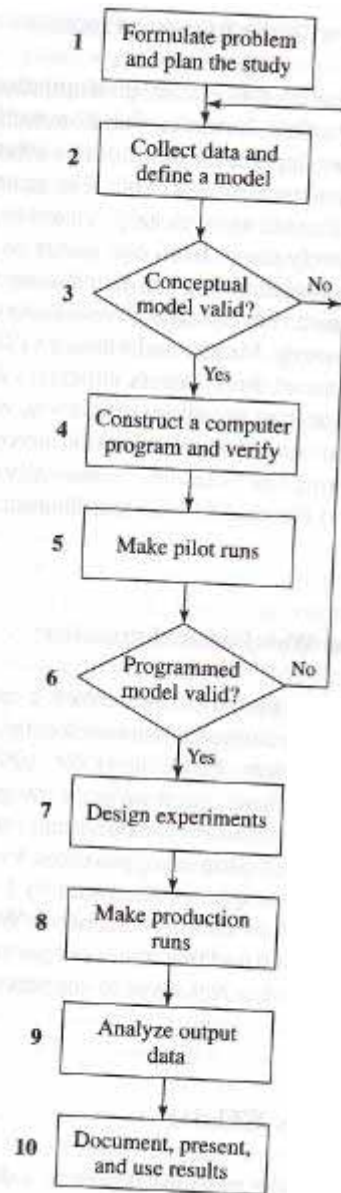 1
Formulate problem
and plan the study
2
Collect data and
define a model
3
Conceptual
model valid?
No
Yes
4
Construct a computer
program and verify
5
Make pilot runs
6
Programmed
model valid?
No
Yes
7
Design experiments
8
Make production
runs
9
Analyze output
data
10
Document, present,
and use results